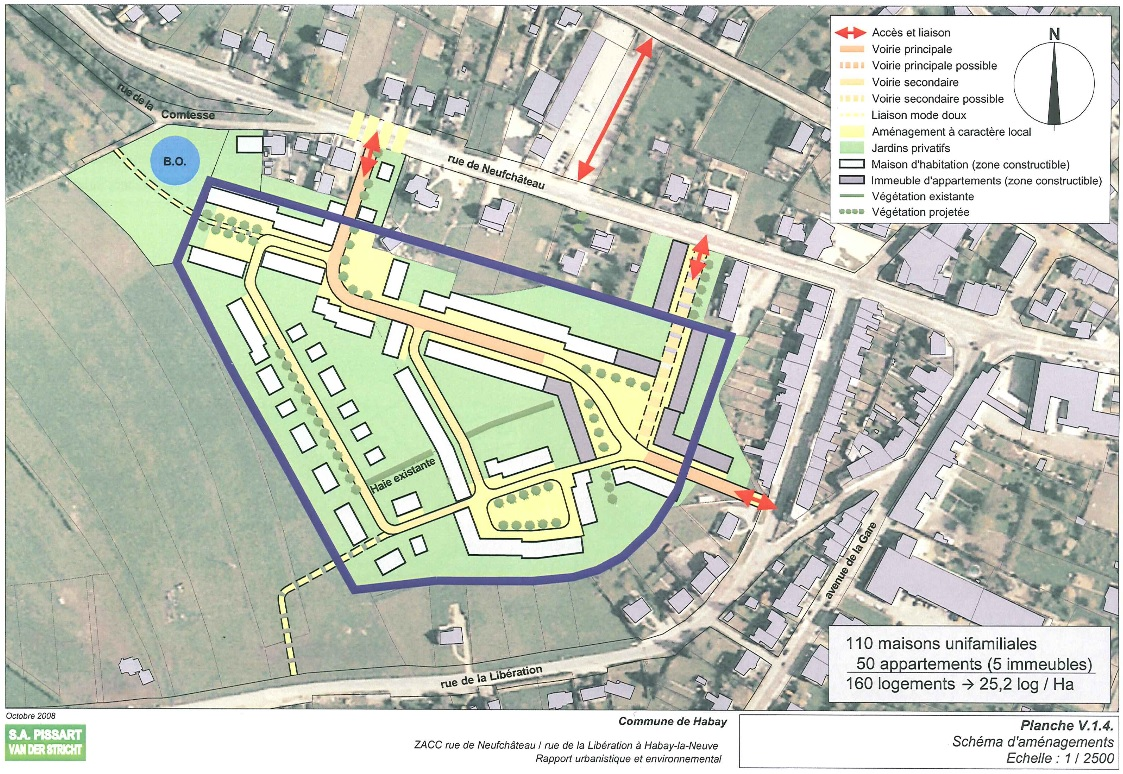 Accès et liaison
Voirie principale
Voirie principale possible
Voirie secondaire
Voirie secondaire possible
Liaison mode doux
Aménagement à caractère local
Jardins privatifs
Maison d'habitation (zone constructible)
Immeuble d'appartements (zone constructible)
Végétation existante
Végétation projetée
N
rue de la Comtesse
B.O.
rue de Neufchâteau
Haie existante
avenue de la Gare
rue de la Libération
110 maisons unifamiliales
50 appartements (5 immeubles)
160 logements → 25,2 log / Ha
Octobre 2008
S.A. PISSART
VAN DER STRICHT
Commune de Habay
ZACC rue de Neufchâteau / rue de la Libération à Habay-la-Neuve
Rapport urbanistique et environnemental
Planche V.1.4.
Schéma d'aménagements
Echelle : 1 / 2500